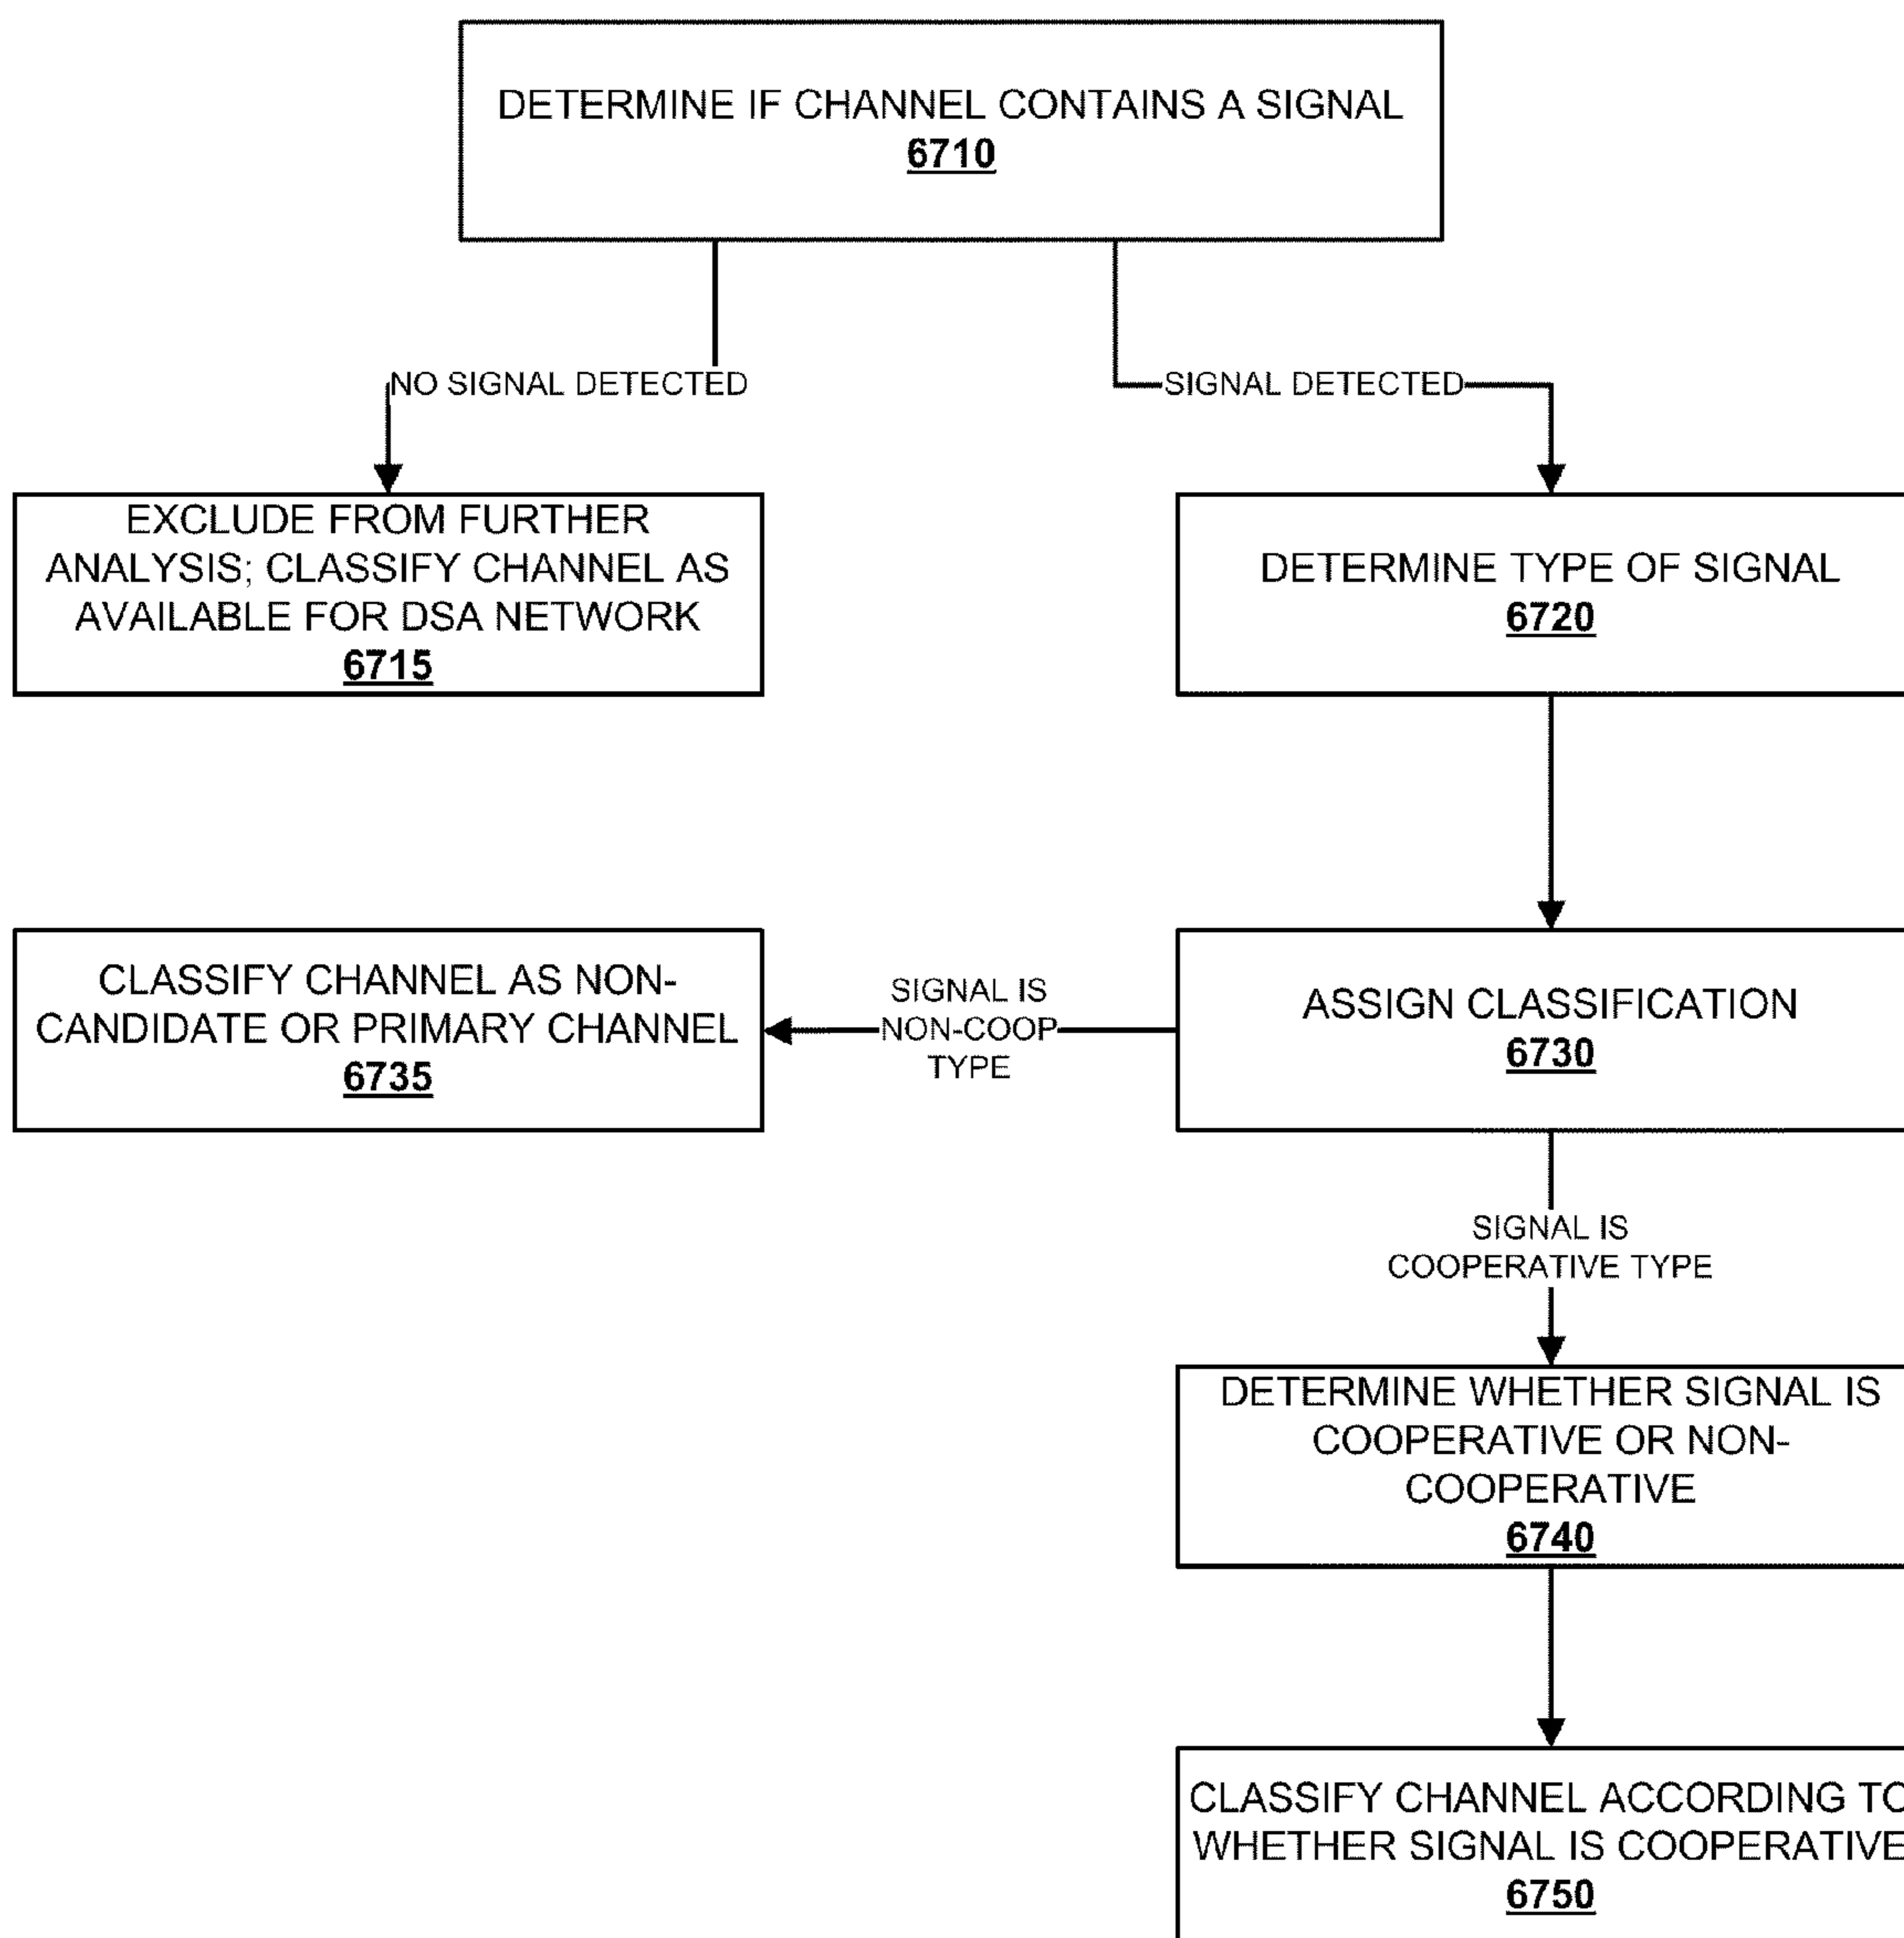 DETERMINE IF CHANNEL CONTAINS A SIGNAL
6710
NO SIGNAL DETECTED
SIGNAL DETECTED
EXCLUDE FROM FURTHER
ANALYSIS; CLASSIFY CHANNEL AS
AVAILABLE FOR DSA NETWORK
6715
DETERMINE TYPE OF SIGNAL
6720
CLASSIFY CHANNEL AS NON-
CANDIDATE OR PRIMARY CHANNEL
6735
SIGNAL IS
NON-COOP
TYPE
ASSIGN CLASSIFICATION
6730
SIGNAL IS
COOPERATIVE TYPE
DETERMINE WHETHER SIGNAL IS
COOPERATIVE OR NON-
COOPERATIVE
6740
CLASSIFY CHANNEL ACCORDING TO
WHETHER SIGNAL IS COOPERATIVE
6750